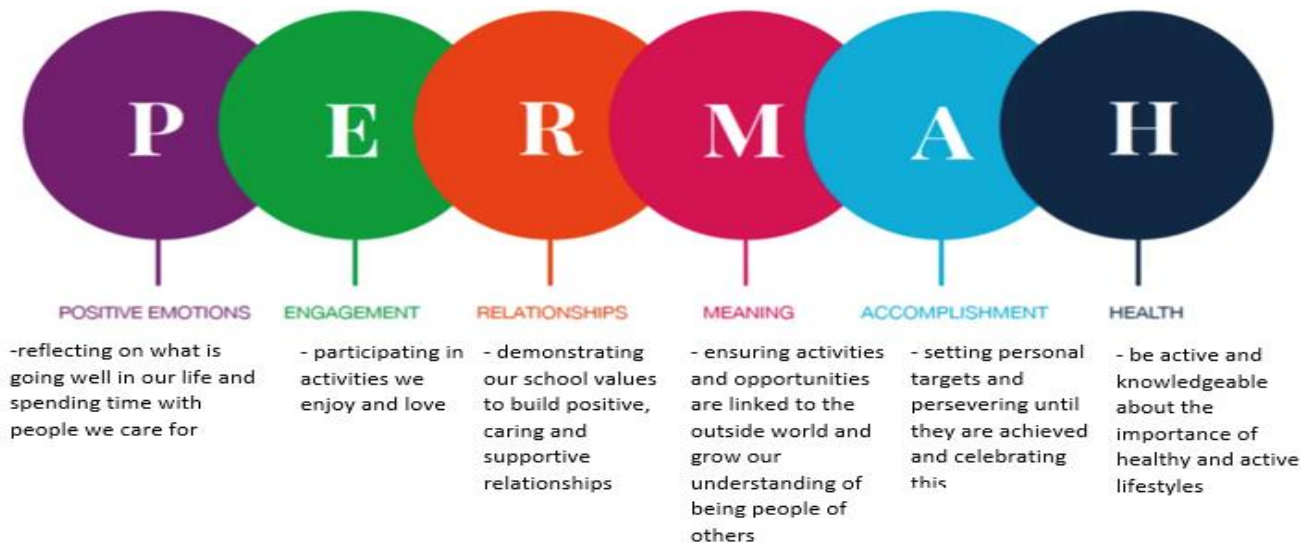 P E R M A H
POSITIVE EMOTIONS
-reflecting on what is
going well in our life and
spending time with
people we care for
ENGAGEMENT
- participating in
activities we
enjoy and love
RELATIONSHIPS
- demonstrating
our school values
to build positive,
caring and
supportive
relationships
MEANING
- ensuring activities
and opportunities
are linked to the
outside world and
grow our
understanding of
being people of
others
ACCOMPLISHMENT
- setting personal
targets and
persevering until
they are achieved
and celebrating
this.
HEALTH
- be active and
knowledgeable
about the
importance of
healthy and active
lifestyles